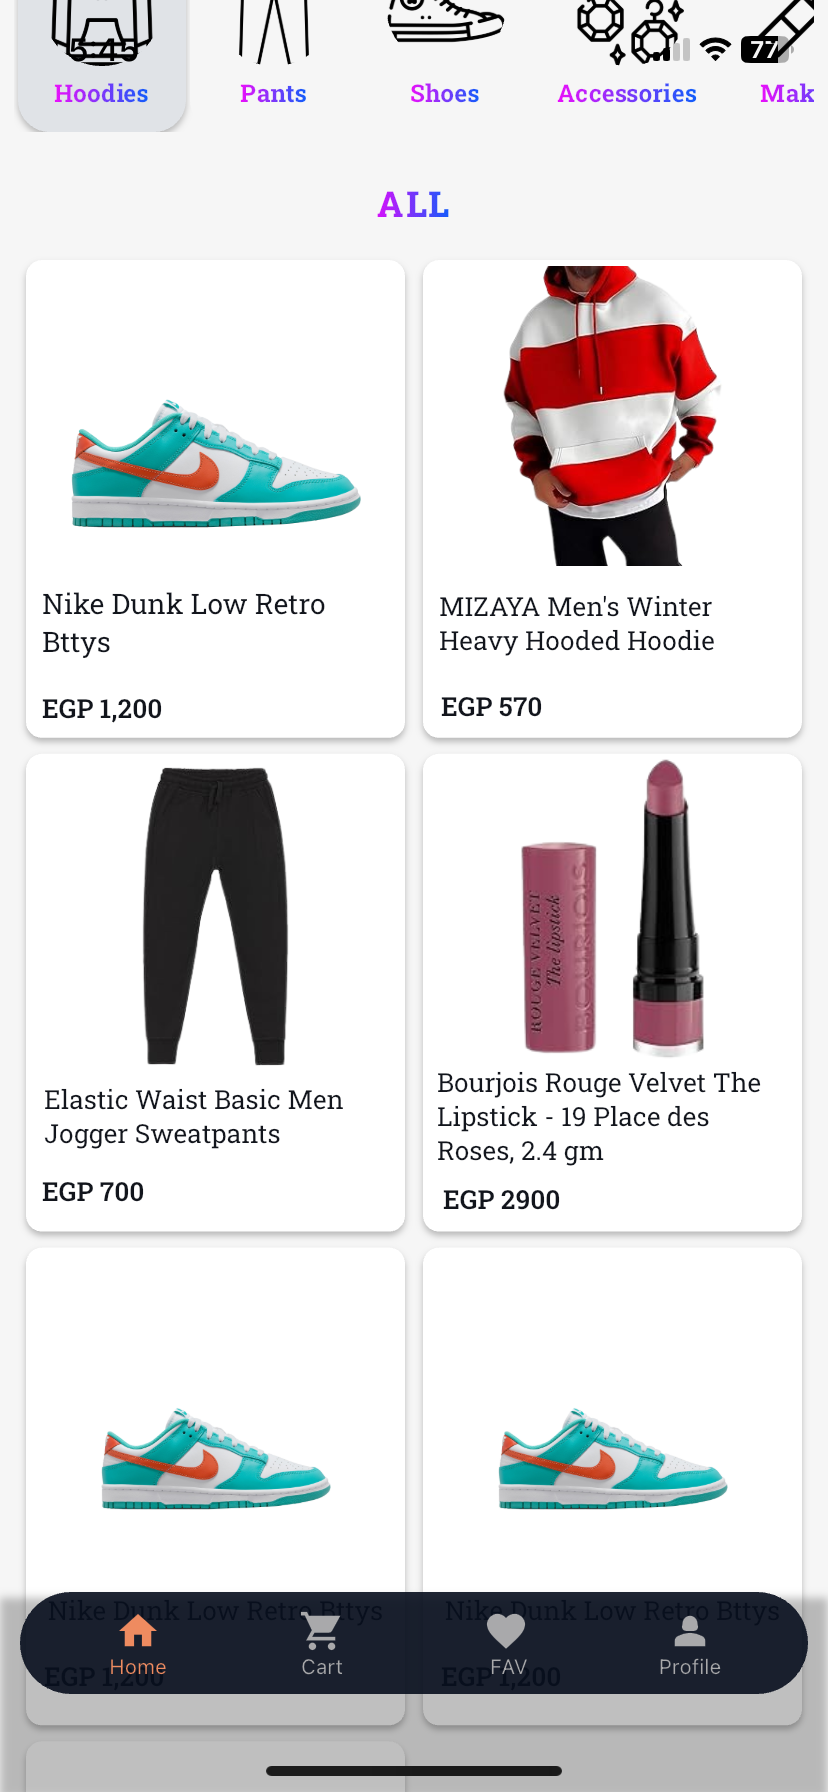 5:45
77
Hoodies
Pants
Shoes
Accessories
Mak
ALL
Nike Dunk Low Retro
Bttys
EGP 1,200
MIZAYA Men's Winter
Heavy Hooded Hoodie
EGP 570
ROUGE VELVET
The lipstick
BOURJOIS
Elastic Waist Basic Men
Jogger Sweatpants
EGP 700
Bourjois Rouge Velvet The
Lipstick - 19 Place des
Roses, 2.4 gm
EGP 2900
Nike Dunk Low Retro Bttys
EGP 1,200
Nike Dunk Low Retro Bttys
EGP 1,200
Home
Cart
FAV
Profile